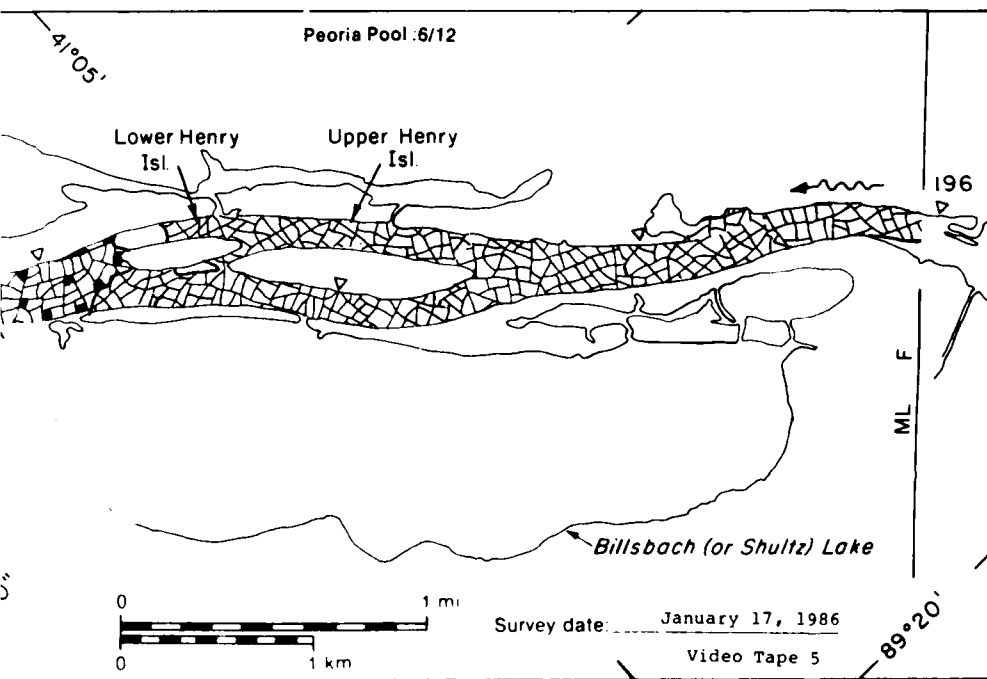 Peoria Pool :6/12
41°05'
Lower Henry
Isl.
Upper Henry
Isl.
196
F
ML
Billsbach (or Shultz) Lake
0
1 mi
0
1 km
Survey date: January 17, 1986
Video Tape 5
89°20'